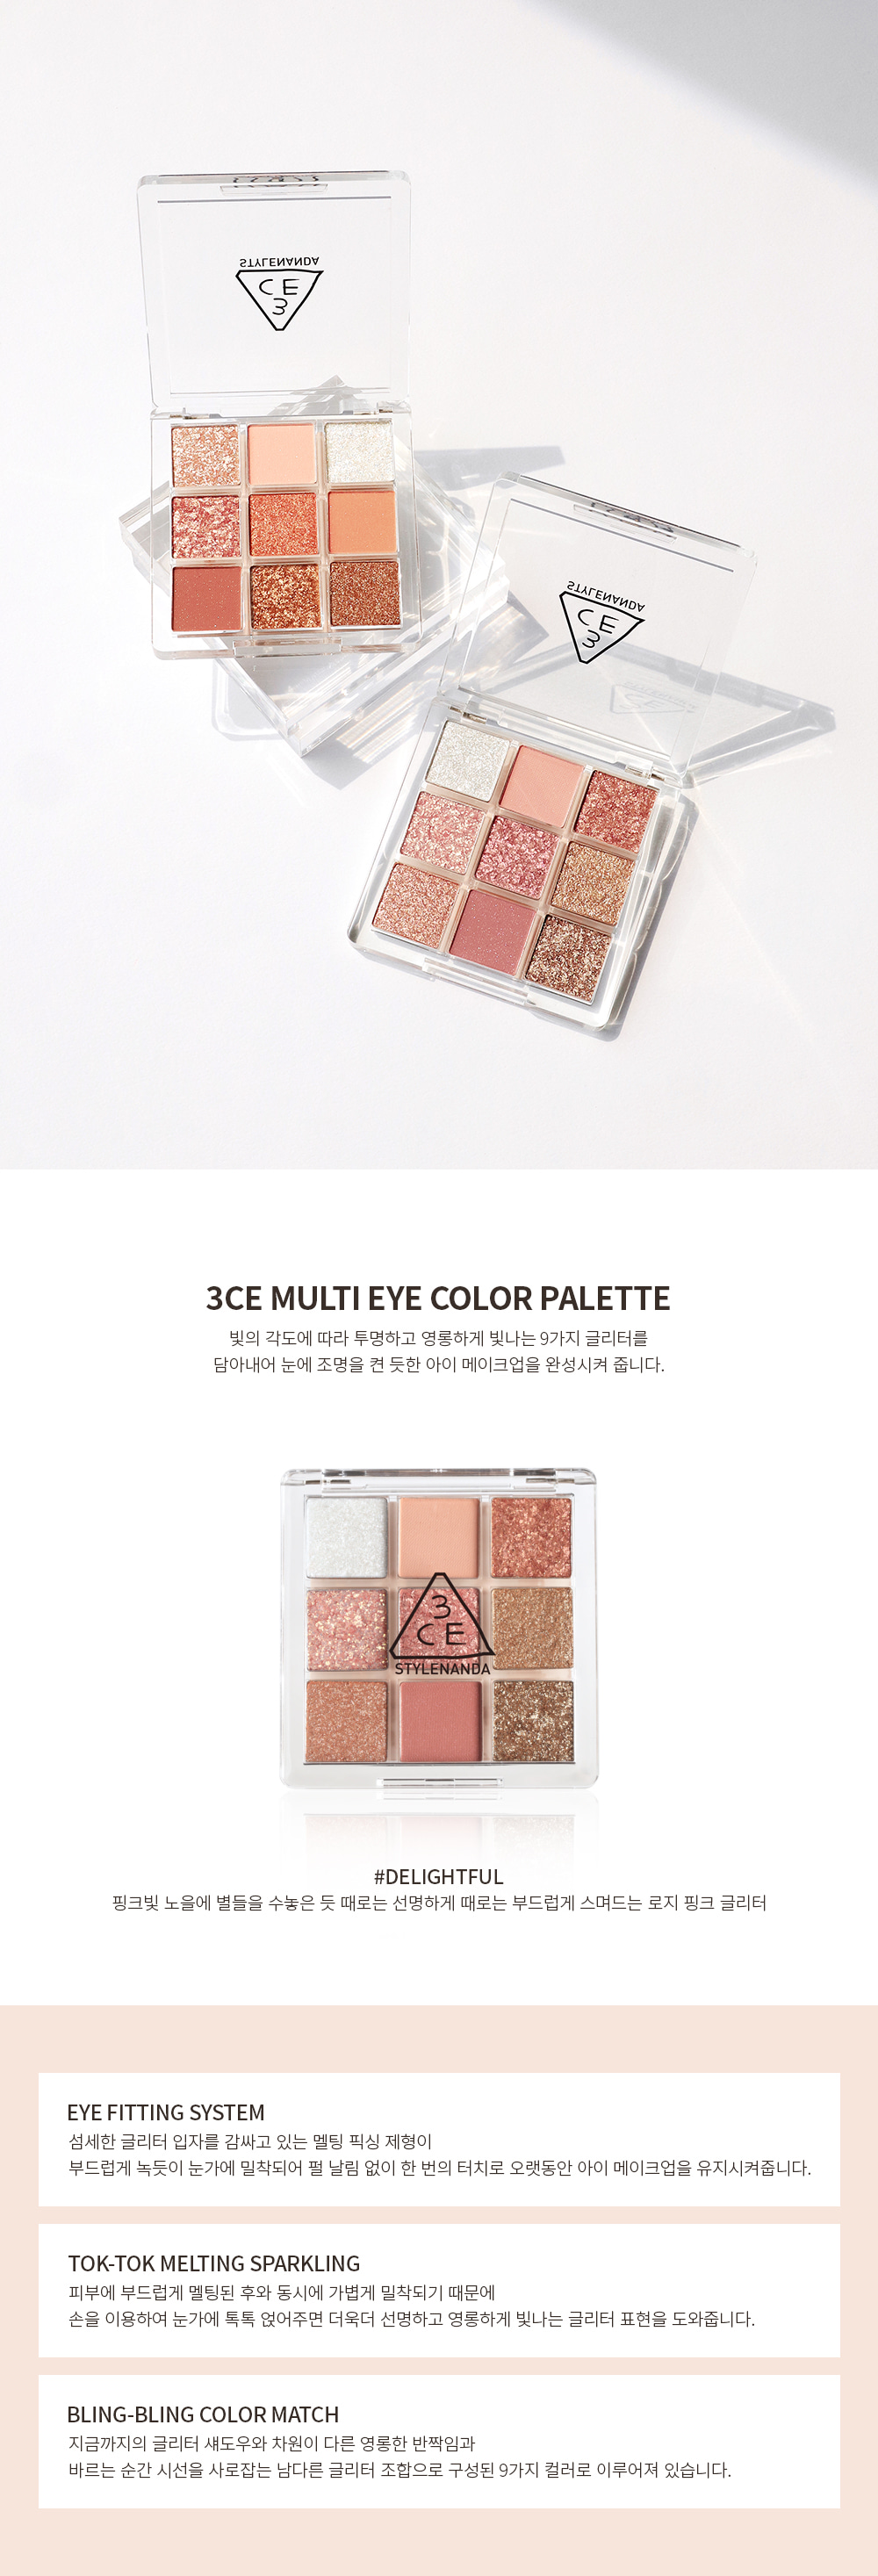 STYLENANDA
CE
3
STYLENANDA
CE
3
3CE MULTI EYE COLOR PALETTE
빛의 각도에 따라 투명하고 영롱하게 빛나는 9가지 글리터를
담아내어 눈에 조명을 켠 듯한 아이 메이크업을 완성시켜 줍니다.
3
CE
STYLENANDA
#DELIGHTFUL
핑크빛 노을에 별들을 수놓은 듯 때로는 선명하게 때로는 부드럽게 스며드는 로지 핑크 글리터
EYE FITTING SYSTEM
섬세한 글리터 입자를 감싸고 있는 멜팅 픽싱 제형이
부드럽게 녹듯이 눈가에 밀착되어 펄 날림 없이 한 번의 터치로 오랫동안 아이 메이크업을 유지시켜줍니다.
TOK-TOK MELTING SPARKLING
피부에 부드럽게 멜팅된 후와 동시에 가볍게 밀착되기 때문에
손을 이용하여 눈가에 톡톡 얹어주면 더욱더 선명하고 영롱하게 빛나는 글리터 표현을 도와줍니다.
BLING-BLING COLOR MATCH
지금까지의 글리터 섀도우와 차원이 다른 영롱한 반짝임과
바르는 순간 시선을 사로잡는 남다른 글리터 조합으로 구성된 9가지 컬러로 이루어져 있습니다.